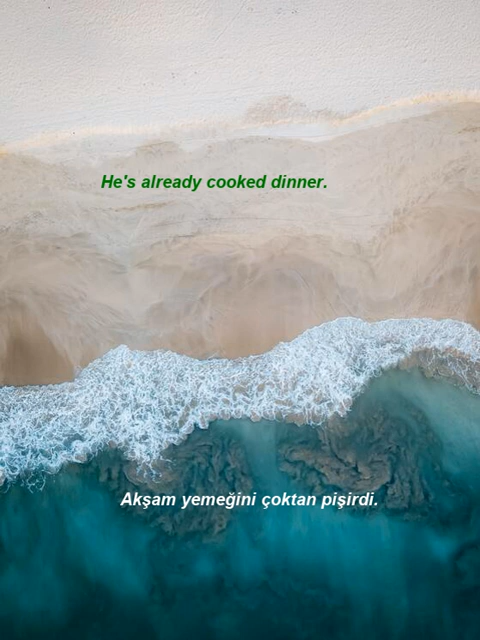 He's already cooked dinner.
Akşam yemeğini çoktan pişirdi.